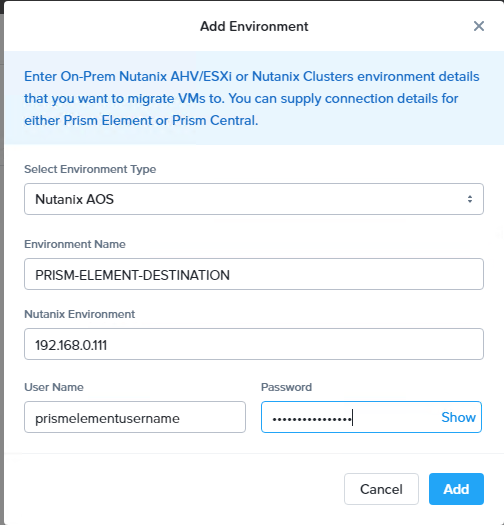 Add Environment
Enter On-Prem Nutanix AHV/ESXi or Nutanix Clusters environment details
that you want to migrate VMs to. You can supply connection details for
either Prism Element or Prism Central.
Select Environment Type
Nutanix AOS
Environment Name
PRISM-ELEMENT-DESTINATION
Nutanix Environment
192.168.0.111
User Name
Password
prismelementusername
•••••••••••••••• Show
Cancel
Add